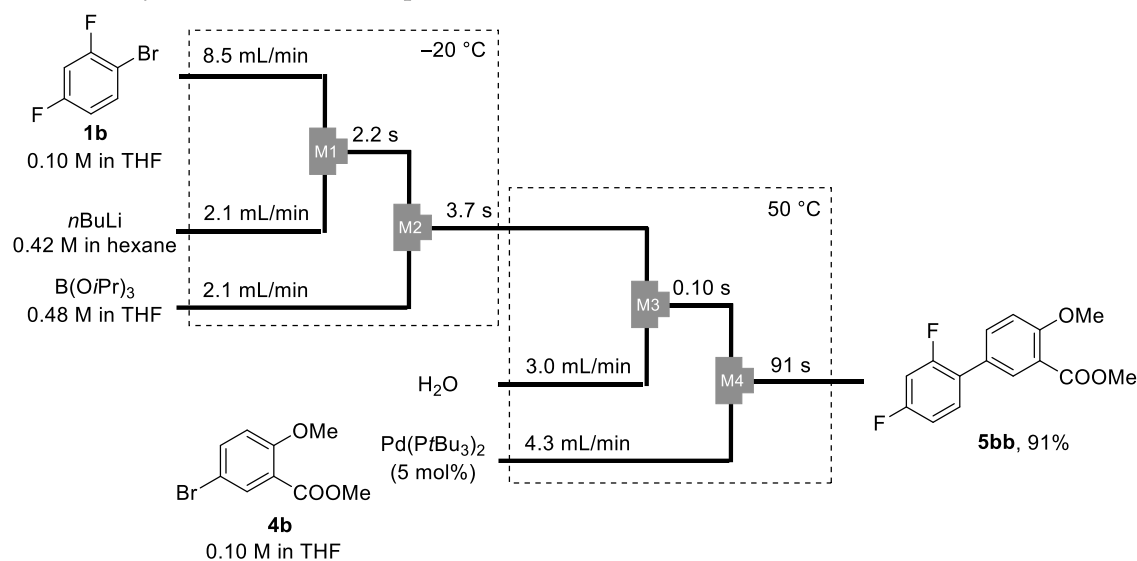 F
Br
F
1b
0.10 M in THF
8.5 mL/min
–20 °C
M1
2.2 s
nBuLi
0.42 M in hexane
2.1 mL/min
M2
3.7 s
50 °C
B(OiPr)3
0.48 M in THF
2.1 mL/min
M3
0.10 s
H2O
3.0 mL/min
M4
91 s
Pd(PtBu3)2
(5 mol%)
4.3 mL/min
OMe
Br
COOMe
4b
0.10 M in THF
F
OMe
COOMe
F
5bb, 91%